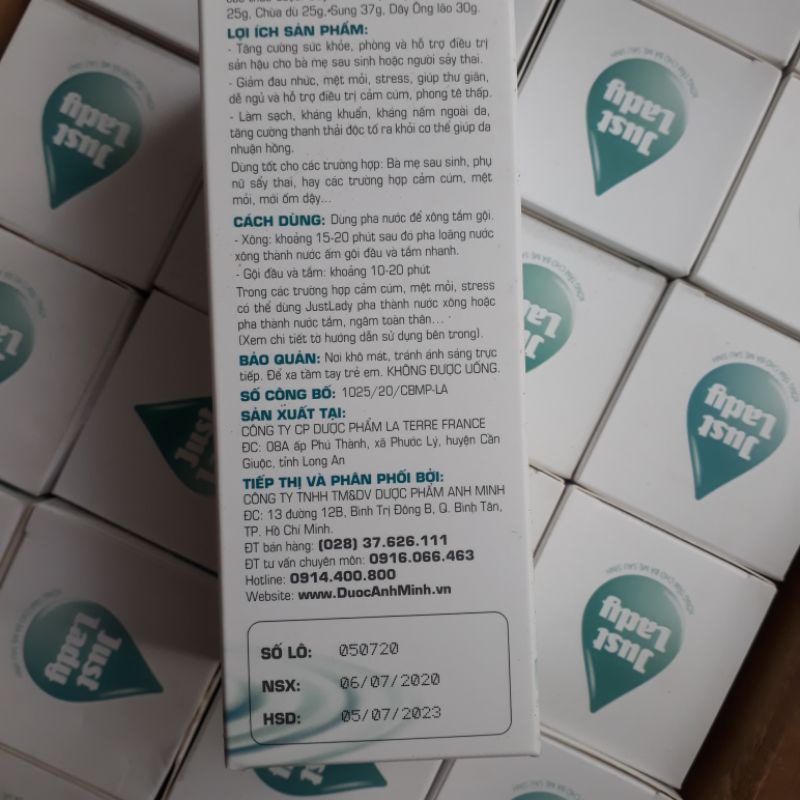 25g, Chùa dù 25g, Sung 37g, Dây Ông lão 30g.
LỢI ÍCH SẢN PHẨM:
- Tăng cường sức khỏe, phòng và hỗ trợ điều trị
sản hậu cho bà mẹ sau sinh hoặc người sảy thai.
- Giảm đau nhức, mệt mỏi, stress, giúp thư giãn,
dễ ngủ và hỗ trợ điều trị cảm cúm, phong tê thấp.
- Làm sạch, kháng khuẩn, kháng nấm ngoài da,
tăng cường thanh thải độc tố ra khỏi cơ thể giúp da
nhuận hồng.
Dùng tốt cho các trường hợp: Bà mẹ sau sinh, phụ
nữ sẩy thai, hay các trường hợp cảm cúm, mệt
mỏi, mới ốm dậy...
CÁCH DÙNG: Dùng pha nước để xông tắm gội.
- Xông: khoảng 15-20 phút sau đó pha loãng nước
xông thành nước ấm gội đầu và tắm nhanh.
- Gội đầu và tắm: khoảng 10-20 phút
Trong các trường hợp cảm cúm, mệt mỏi, stress
có thể dùng JustLady pha thành nước xông hoặc
pha thành nước tắm, ngâm toàn thân...
(Xem chi tiết tờ hướng dẫn sử dụng bên trong).
BẢO QUẢN: Nơi khô mát, tránh ánh sáng trực
tiếp. Để xa tầm tay trẻ em. KHÔNG ĐƯỢC UỐNG.
SỐ CÔNG BỐ: 1025/20/CBMP-LA
SẢN XUẤT TẠI:
CÔNG TY CP DƯỢC PHẨM LA TERRE FRANCE
ĐC: 08A ấp Phú Thành, xã Phước Lý, huyện Cần
Giuộc, tỉnh Long An
TIẾP THỊ VÀ PHÂN PHỐI BỞI:
CÔNG TY TNHH TM&DV DƯỢC PHẨM ANH MINH
ĐC: 13 đường 12B, Bình Trị Đông B, Q. Bình Tân,
TP. Hồ Chí Minh.
ĐT bán hàng: (028) 37.626.111
ĐT tư vấn chuyên môn: 0916.066.463
Hotline: 0914.400.800
Website: www.DuocAnhMinh.vn
SỐ LÔ: 050720
NSX: 06/07/2020
HSD: 05/07/2023
Just
Lady
Just
Lady
Just
Lady
Just
Lady
Just
Lady
Just
Just